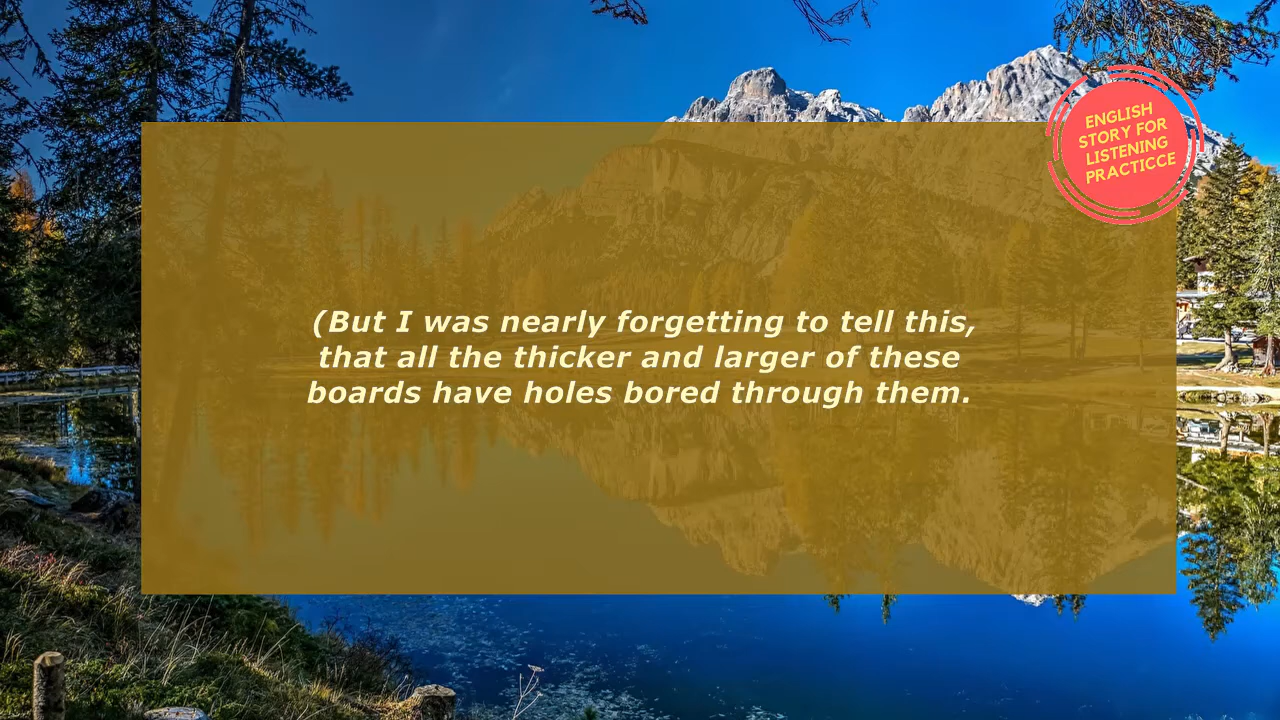 ENGLISH
STORY FOR
LISTENING
PRACTICCE
(But I was nearly forgetting to tell this,
that all the thicker and larger of these
boards have holes bored through them.